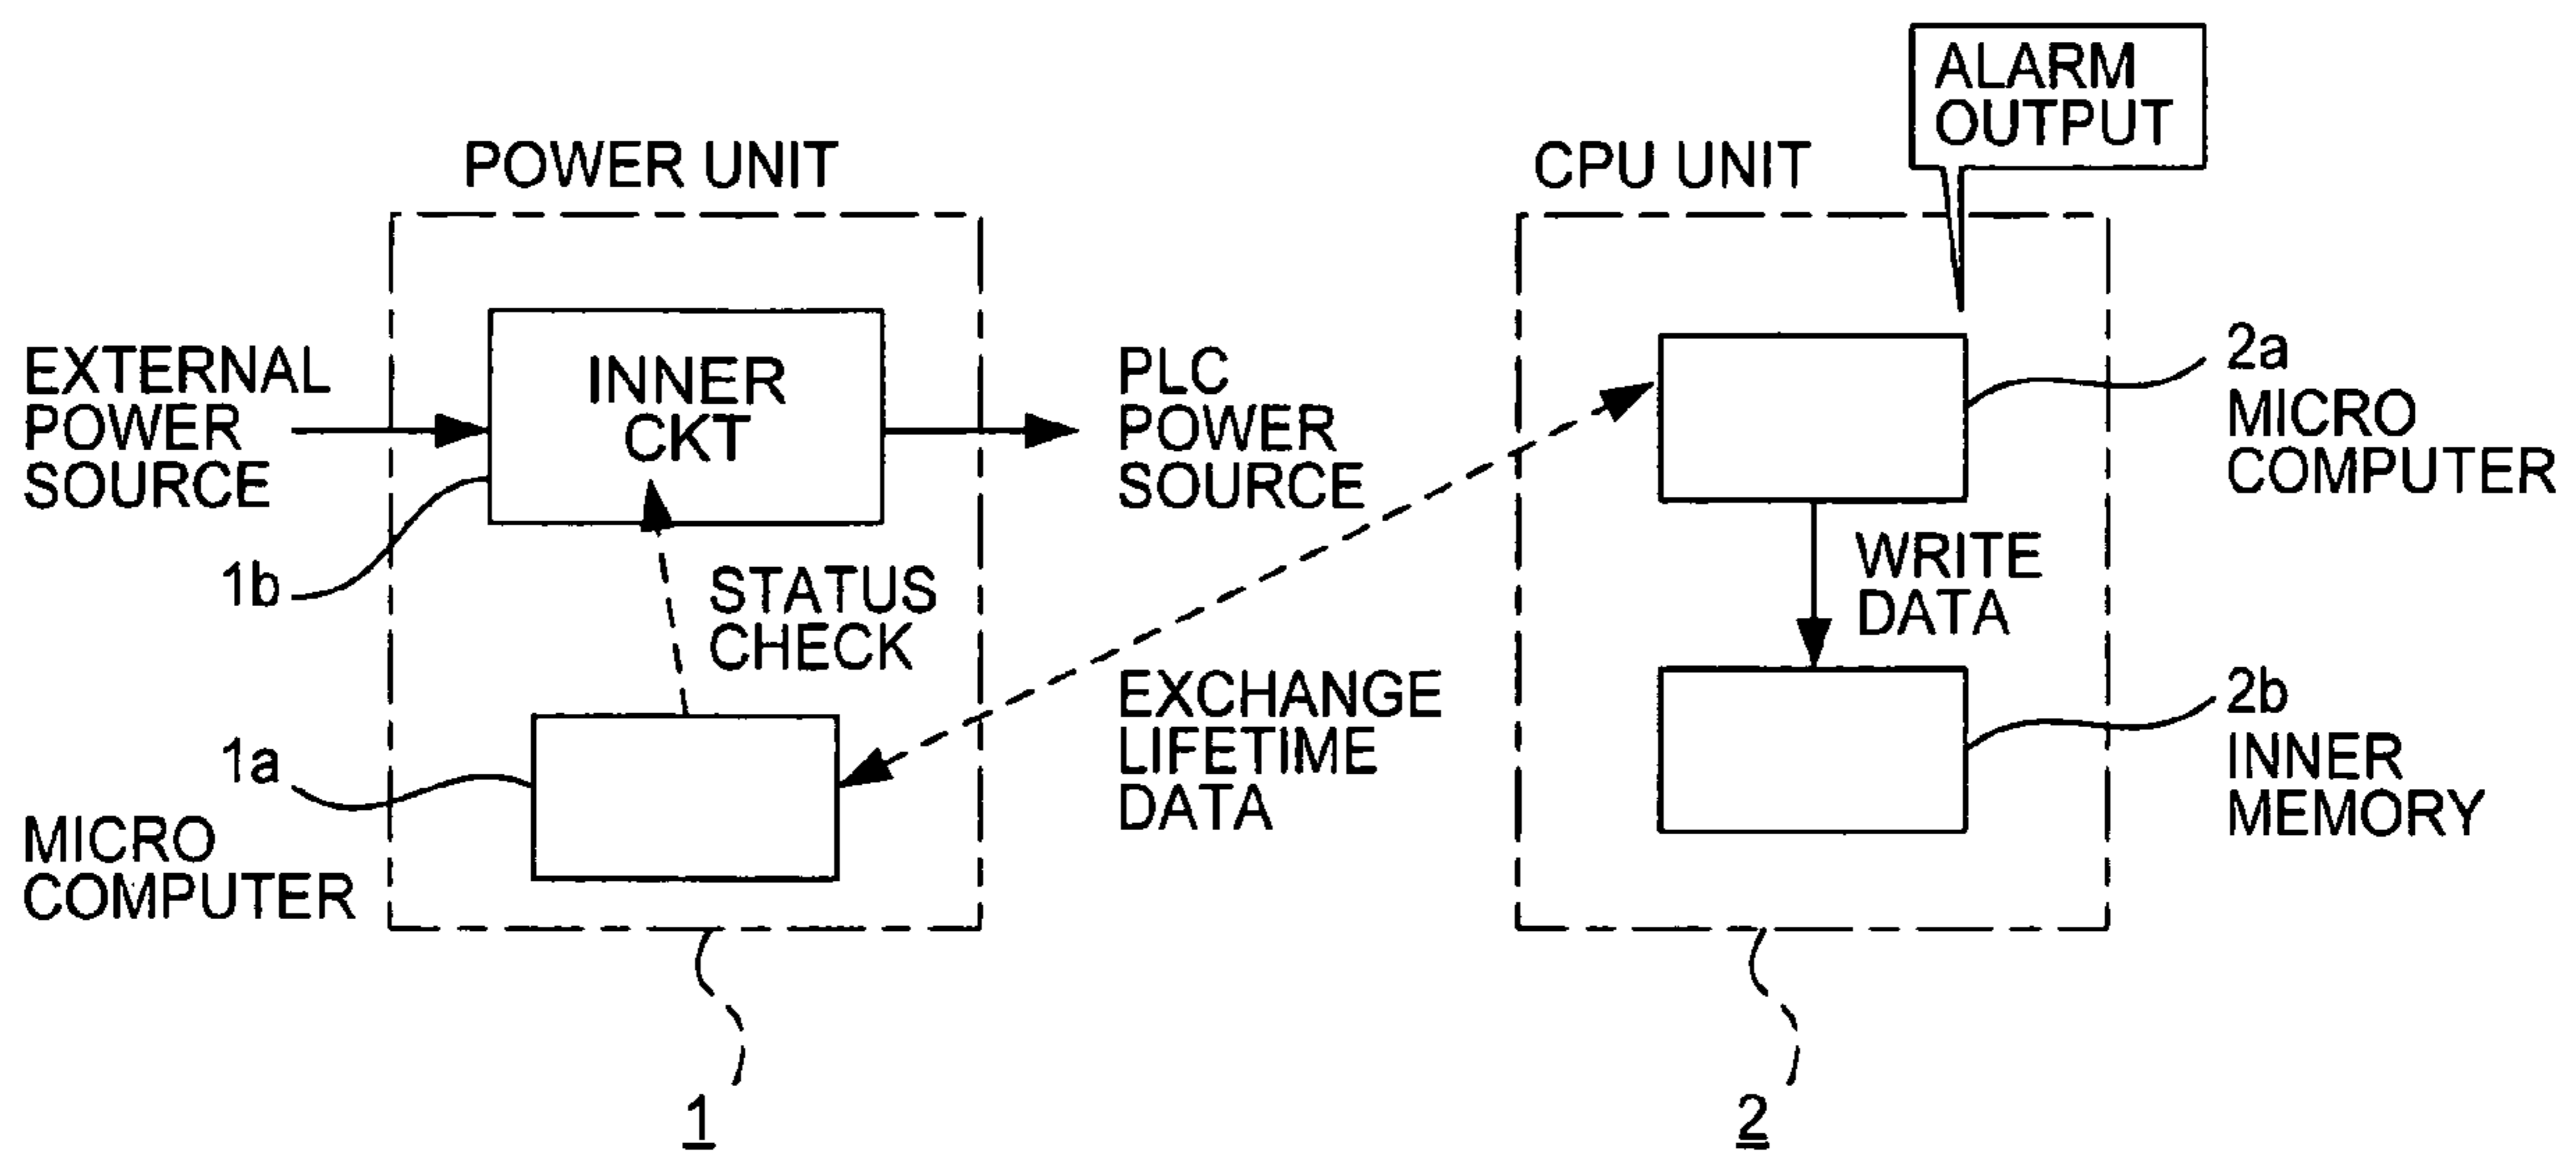 ALARM
OUTPUT
POWER UNIT
CPU UNIT
EXTERNAL
POWER
SOURCE
INNER
CKT
PLC
POWER
SOURCE
2a
MICRO
COMPUTER
1b
STATUS
CHECK
WRITE
DATA
EXCHANGE
LIFETIME
DATA
2b
INNER
MEMORY
1a
MICRO
COMPUTER
1
2